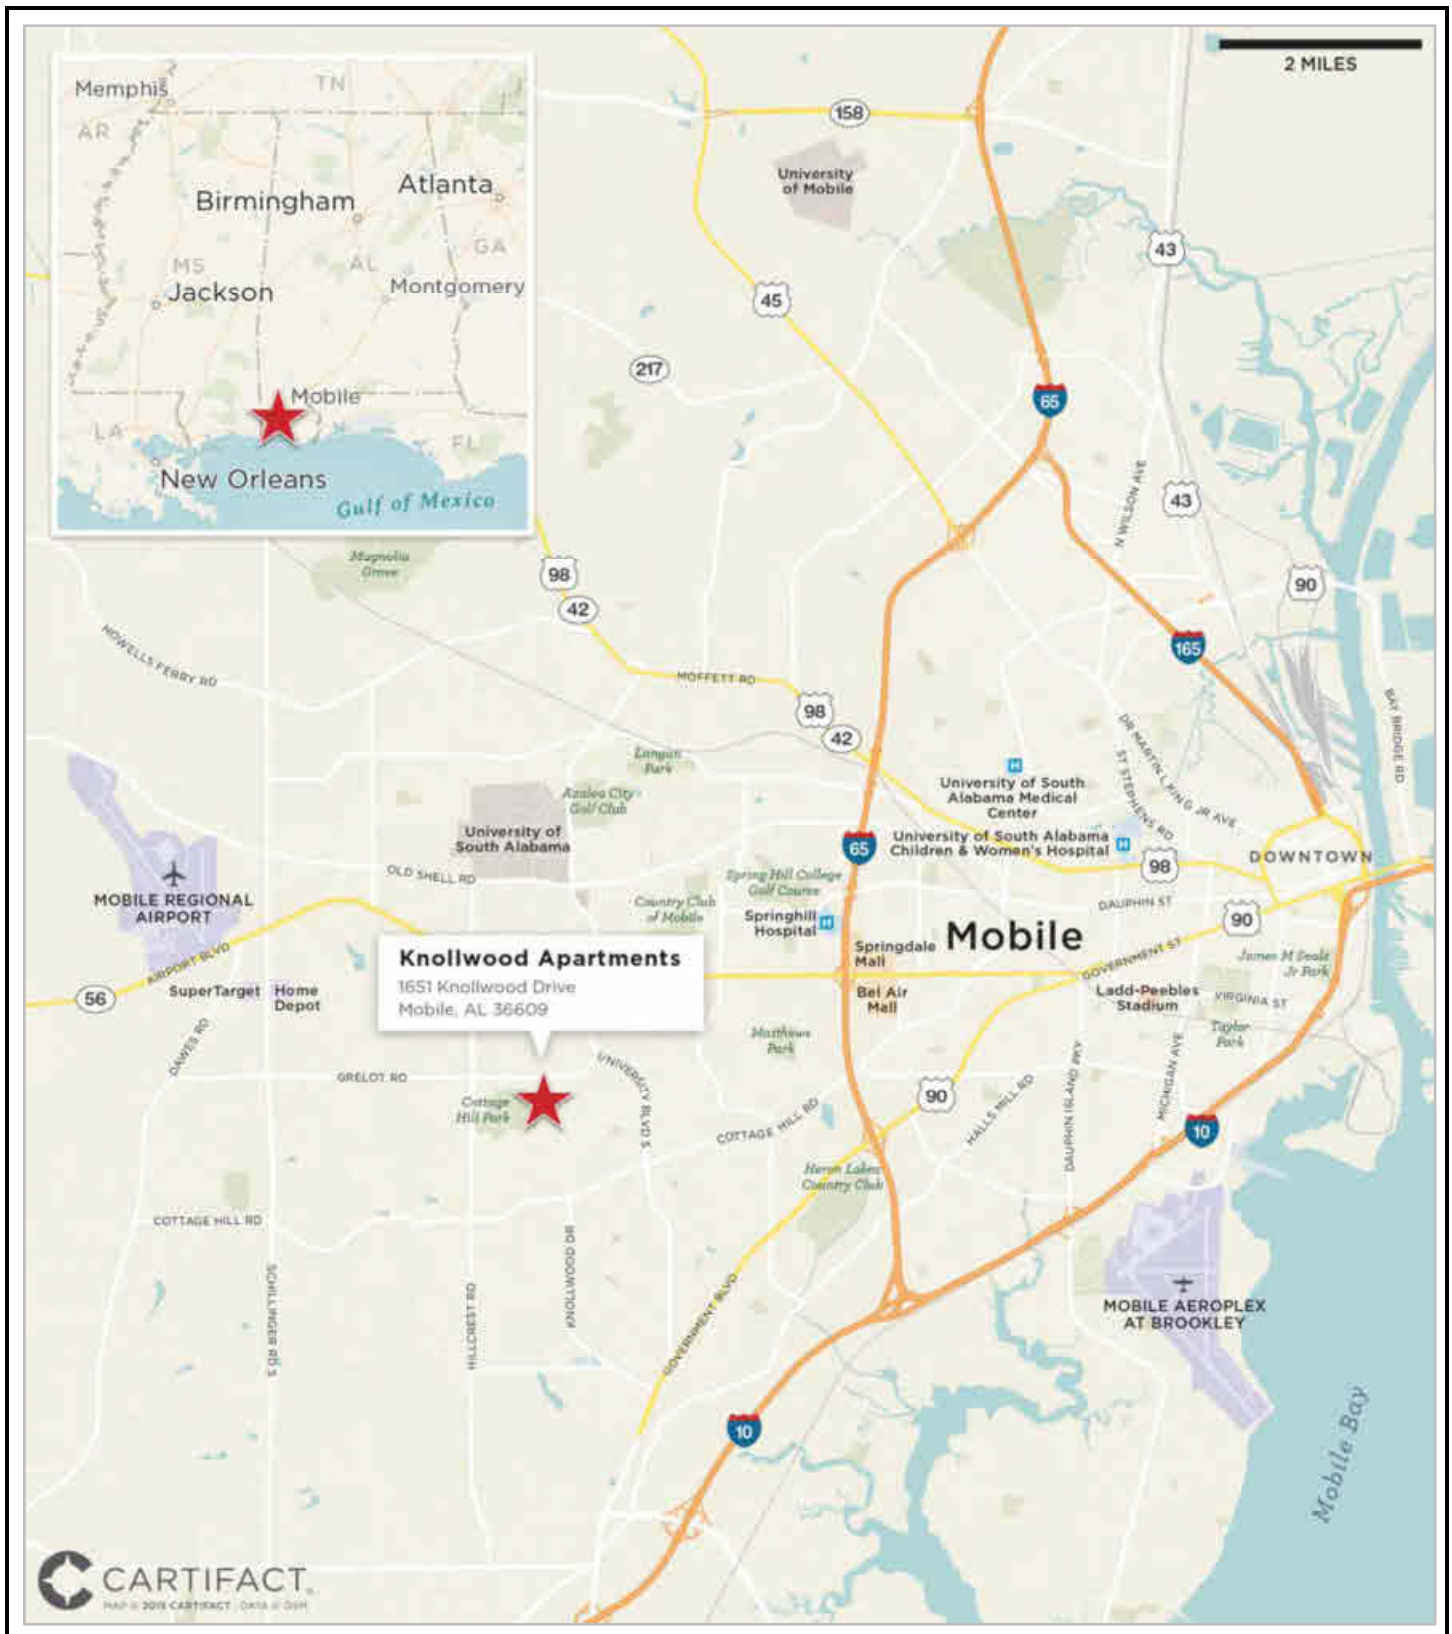 2 MILES
Memphis
TN
AR
Birmingham
Atlanta
MS
AL
GA
Jackson
Montgomery
Mobile
LA
FL
New Orleans
Gulf of Mexico
158
University
of Mobile
43
45
217
65
43
N WILSON AVE
Magnolia
Grove
98
42
90
165
HOWELLS FERRY RD
MOFFETT RD
98
42
BAY BRIDGE RD
Langan
Park
Azalea City
Golf Club
University of South
Alabama Medical
Center
DR MARTIN L KING JR AVE
ST STEPHENS RD
University of
South Alabama
65
University of South Alabama
Children & Women's Hospital
98
DOWNTOWN
OLD SHELL RD
Spring Hill College
Golf Course
MOBILE REGIONAL
AIRPORT
Country Club
of Mobile
Springhill
Hospital
DAUPHIN ST
90
Mobile
Springdale
Mall
GOVERNMENT ST
James M Seals
Jr Park
AIRPORT BLVD
Knollwood Apartments
1651 Knollwood Drive
Mobile, AL 36609
56
SuperTarget
Home
Depot
Bel Air
Mall
Ladd-Peebles
Stadium
VIRGINIA ST
Matthews
Park
Taylor
Park
DAWES RD
GRELOT RD
UNIVERSITY BLVD S
Cottage
Hill Park
COTTAGE HILL RD
90
HALLS MILL RD
DAUPHIN ISLAND PKY
MICHIGAN AVE
10
Heron Lakes
Country Club
COTTAGE HILL RD
SCHILLINGER RD S
HILLCREST RD
KNOLLWOOD DR
GOVERNMENT BLVD
MOBILE AEROPLEX
AT BROOKLEY
10
Mobile Bay
CARTIFACT
MAP © 2015 CARTIFACT DATA © OSM